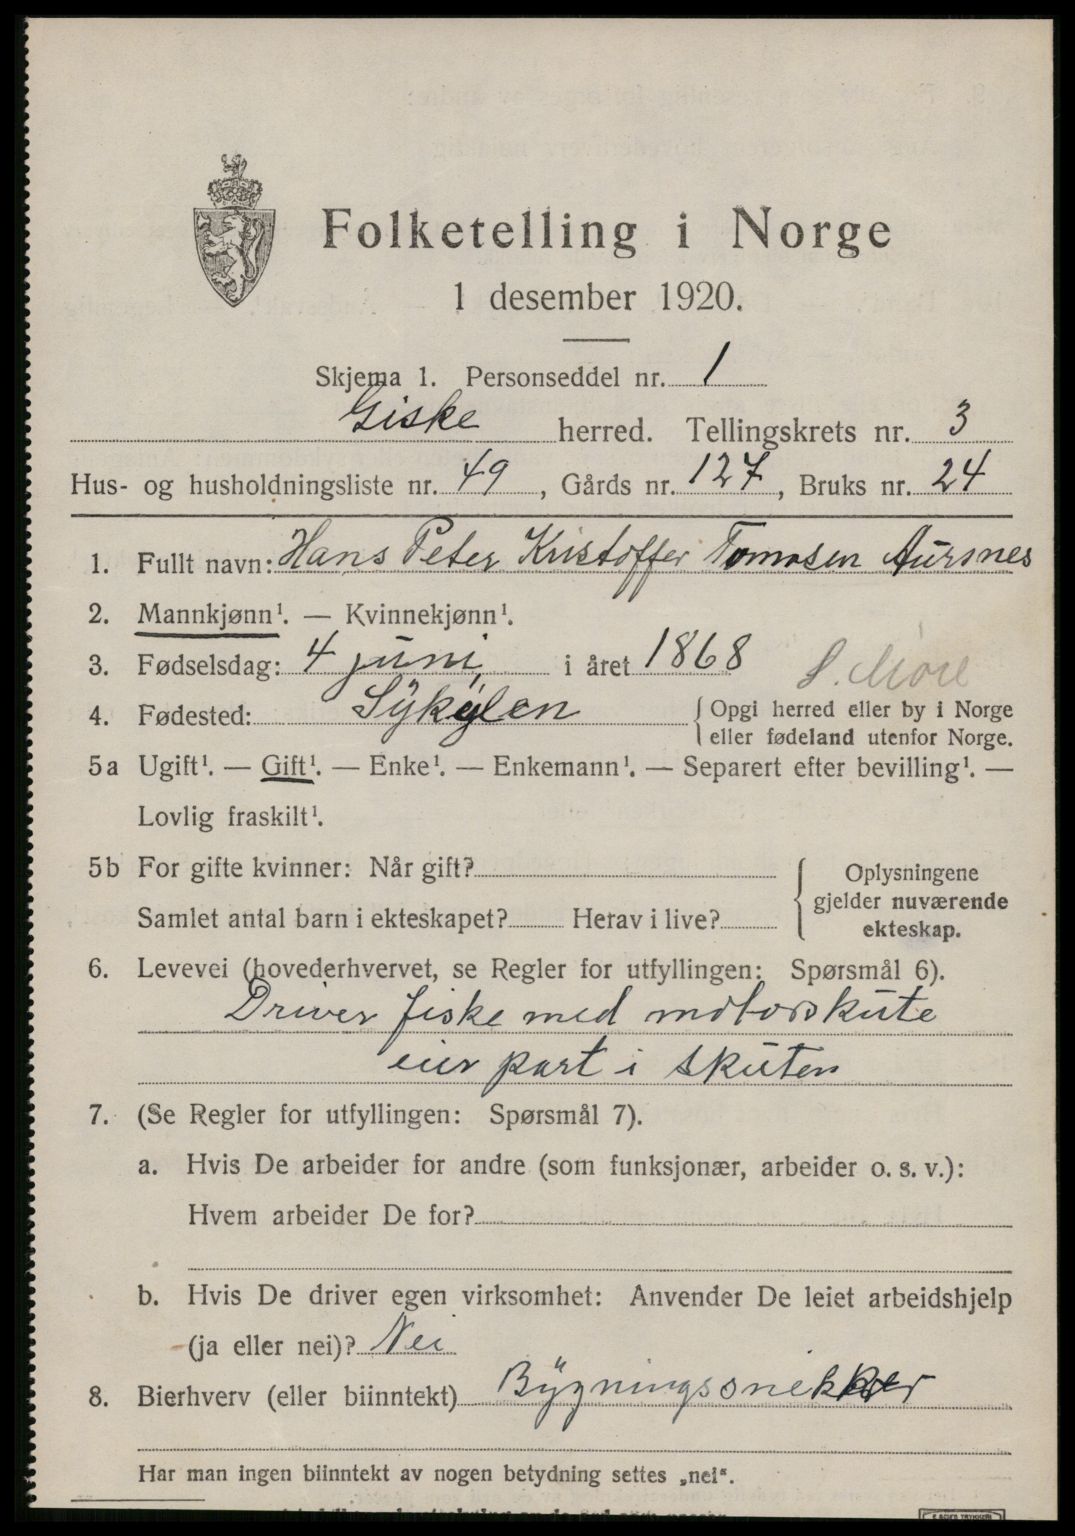 Folketelling i Norge
1 desember 1920.
Skjema 1. Personseddel nr. 1
Giske herred. Tellingskrets nr. 3
Hus- og husholdningsliste nr. 49, Gårds nr. 127, Bruks nr. 24
1. Fullt navn: Hans Peter Kristoffer Tomasen Aursnes
2. Mannkjønn¹. — Kvinnekjønn¹.
3. Fødselsdag: 4 juni, i året 1868
S. Møre
4. Fødested: Sÿkÿlen
{ Opgi herred eller by i Norge
eller fødeland utenfor Norge.
5a Ugift¹. — Gift¹. — Enke¹. — Enkemann¹. — Separert efter bevilling¹. —
Lovlig fraskilt¹.
5b For gifte kvinner: Når gift?
Samlet antal barn i ekteskapet? Herav i live?
{ Oplysningene
gjelder nuværende
ekteskap.
6. Levevei (hovederhvervet, se Regler for utfyllingen: Spørsmål 6).
Driver fiske med motorskute
eier part i skuten
7. (Se Regler for utfyllingen: Spørsmål 7).
a. Hvis De arbeider for andre (som funksjonær, arbeider o. s. v.):
Hvem arbeider De for?
b. Hvis De driver egen virksomhet: Anvender De leiet arbeidshjelp
(ja eller nei)? Nei
8. Bierhverv (eller biinntekt) Bÿgningssnekker
Har man ingen biinntekt av nogen betydning settes „nei“.